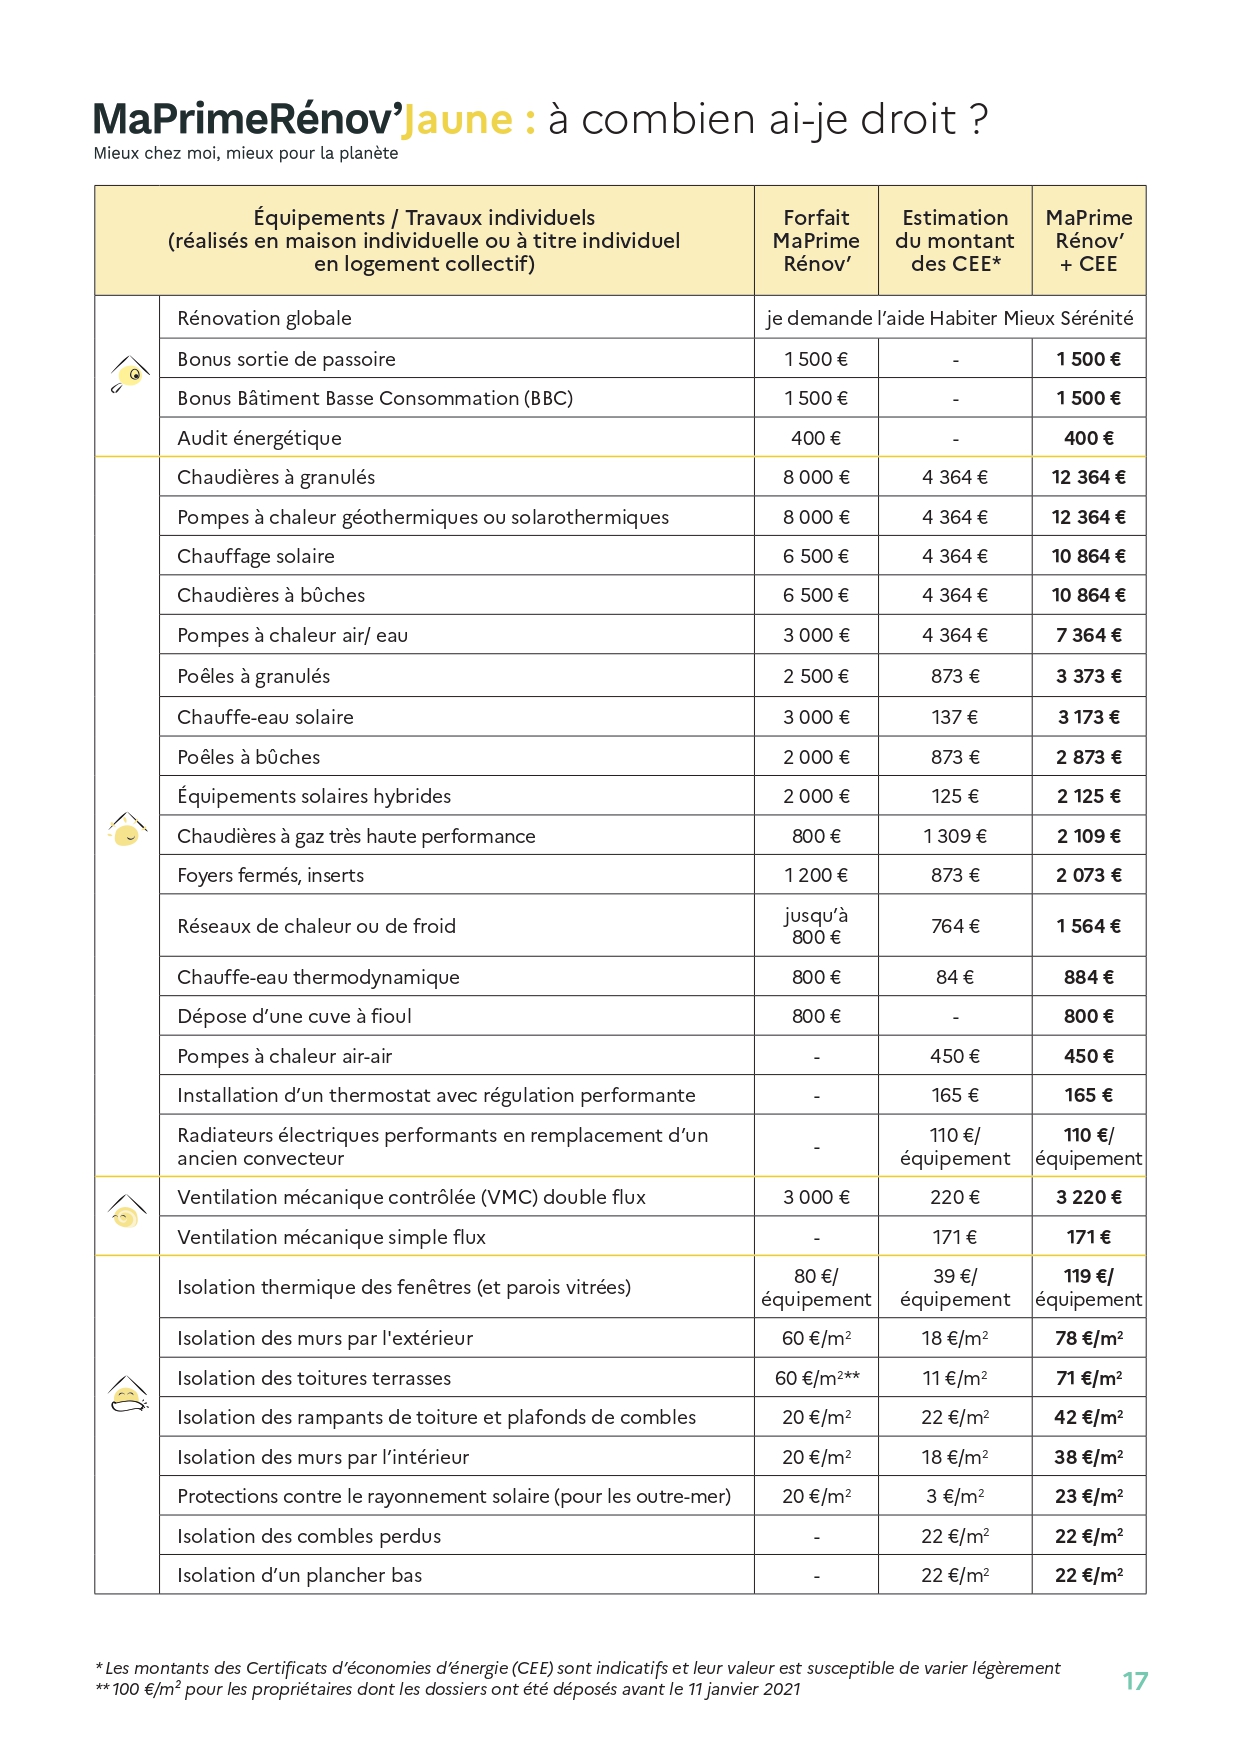 MaPrimeRénov’Jaune : à combien ai-je droit ?
Mieux chez moi, mieux pour la planète
Équipements / Travaux individuels
(réalisés en maison individuelle ou à titre individuel
en logement collectif)
Forfait
MaPrime
Rénov’
Estimation
du montant
des CEE*
MaPrime
Rénov’
+ CEE
Rénovation globale je demande l’aide Habiter Mieux Sérénité
Bonus sortie de passoire 1 500 € - 1 500 €
Bonus Bâtiment Basse Consommation (BBC) 1 500 € - 1 500 €
Audit énergétique 400 € - 400 €
Chaudières à granulés 8 000 € 4 364 € 12 364 €
Pompes à chaleur géothermiques ou solarothermiques 8 000 € 4 364 € 12 364 €
Chauffage solaire 6 500 € 4 364 € 10 864 €
Chaudières à bûches 6 500 € 4 364 € 10 864 €
Pompes à chaleur air/ eau 3 000 € 4 364 € 7 364 €
Poêles à granulés 2 500 € 873 € 3 373 €
Chauffe-eau solaire 3 000 € 137 € 3 173 €
Poêles à bûches 2 000 € 873 € 2 873 €
Équipements solaires hybrides 2 000 € 125 € 2 125 €
Chaudières à gaz très haute performance 800 € 1 309 € 2 109 €
Foyers fermés, inserts 1 200 € 873 € 2 073 €
Réseaux de chaleur ou de froid
jusqu’à
800 €
764 € 1 564 €
Chauffe-eau thermodynamique 800 € 84 € 884 €
Dépose d’une cuve à fioul 800 € - 800 €
Pompes à chaleur air-air - 450 € 450 €
Installation d’un thermostat avec régulation performante - 165 € 165 €
Radiateurs électriques performants en remplacement d’un
ancien convecteur
-
110 €/
équipement
110 €/
équipement
Ventilation mécanique contrôlée (VMC) double flux 3 000 € 220 € 3 220 €
Ventilation mécanique simple flux - 171 € 171 €
Isolation thermique des fenêtres (et parois vitrées)
80 €/
équipement
39 €/
équipement
119 €/
équipement
Isolation des murs par l'extérieur 60 €/m² 18 €/m² 78 €/m²
Isolation des toitures terrasses 60 €/m²** 11 €/m² 71 €/m²
Isolation des rampants de toiture et plafonds de combles 20 €/m² 22 €/m² 42 €/m²
Isolation des murs par l’intérieur 20 €/m² 18 €/m² 38 €/m²
Protections contre le rayonnement solaire (pour les outre-mer) 20 €/m² 3 €/m² 23 €/m²
Isolation des combles perdus - 22 €/m² 22 €/m²
Isolation d’un plancher bas - 22 €/m² 22 €/m²
* Les montants des Certificats d’économies d’énergie (CEE) sont indicatifs et leur valeur est susceptible de varier légèrement
** 100 €/m² pour les propriétaires dont les dossiers ont été déposés avant le 11 janvier 2021
17